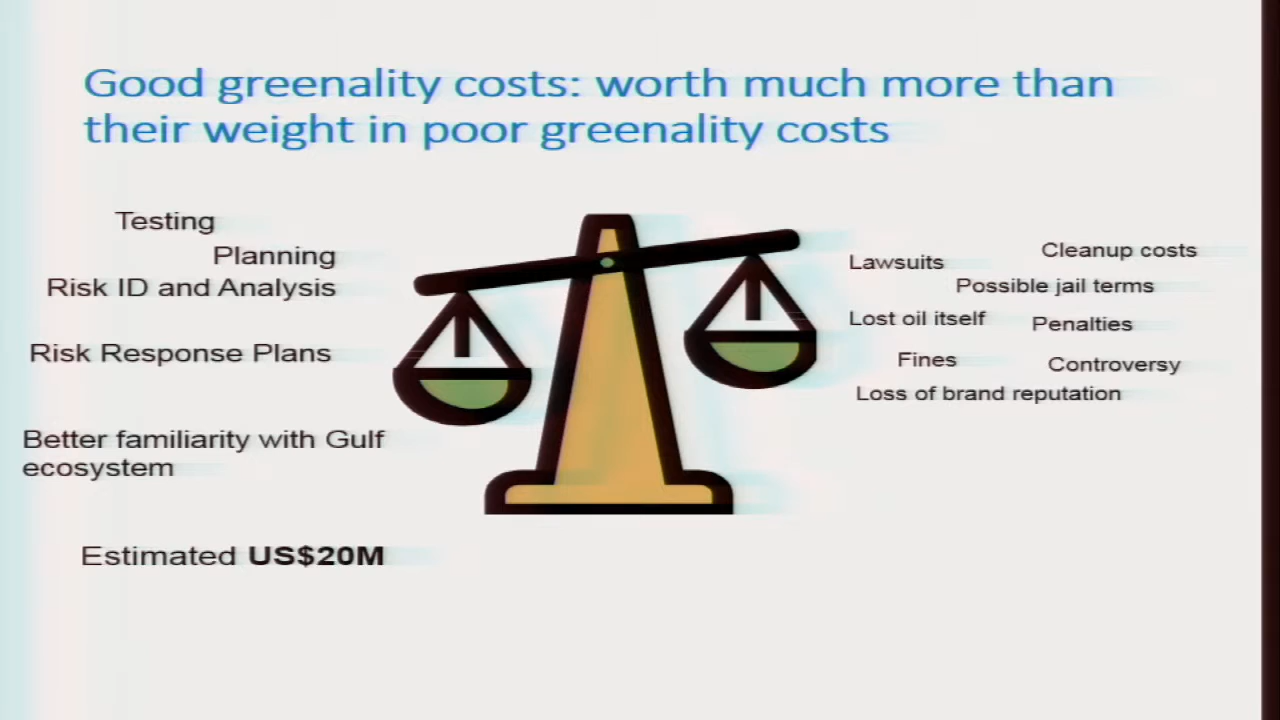 Good greenality costs: worth much more than
their weight in poor greenality costs
Testing
Planning
Risk ID and Analysis
Risk Response Plans
Better familiarity with Gulf
ecosystem
Estimated US$20M
Lawsuits
Cleanup costs
Possible jail terms
Lost oil itself
Penalties
Fines
Controversy
Loss of brand reputation